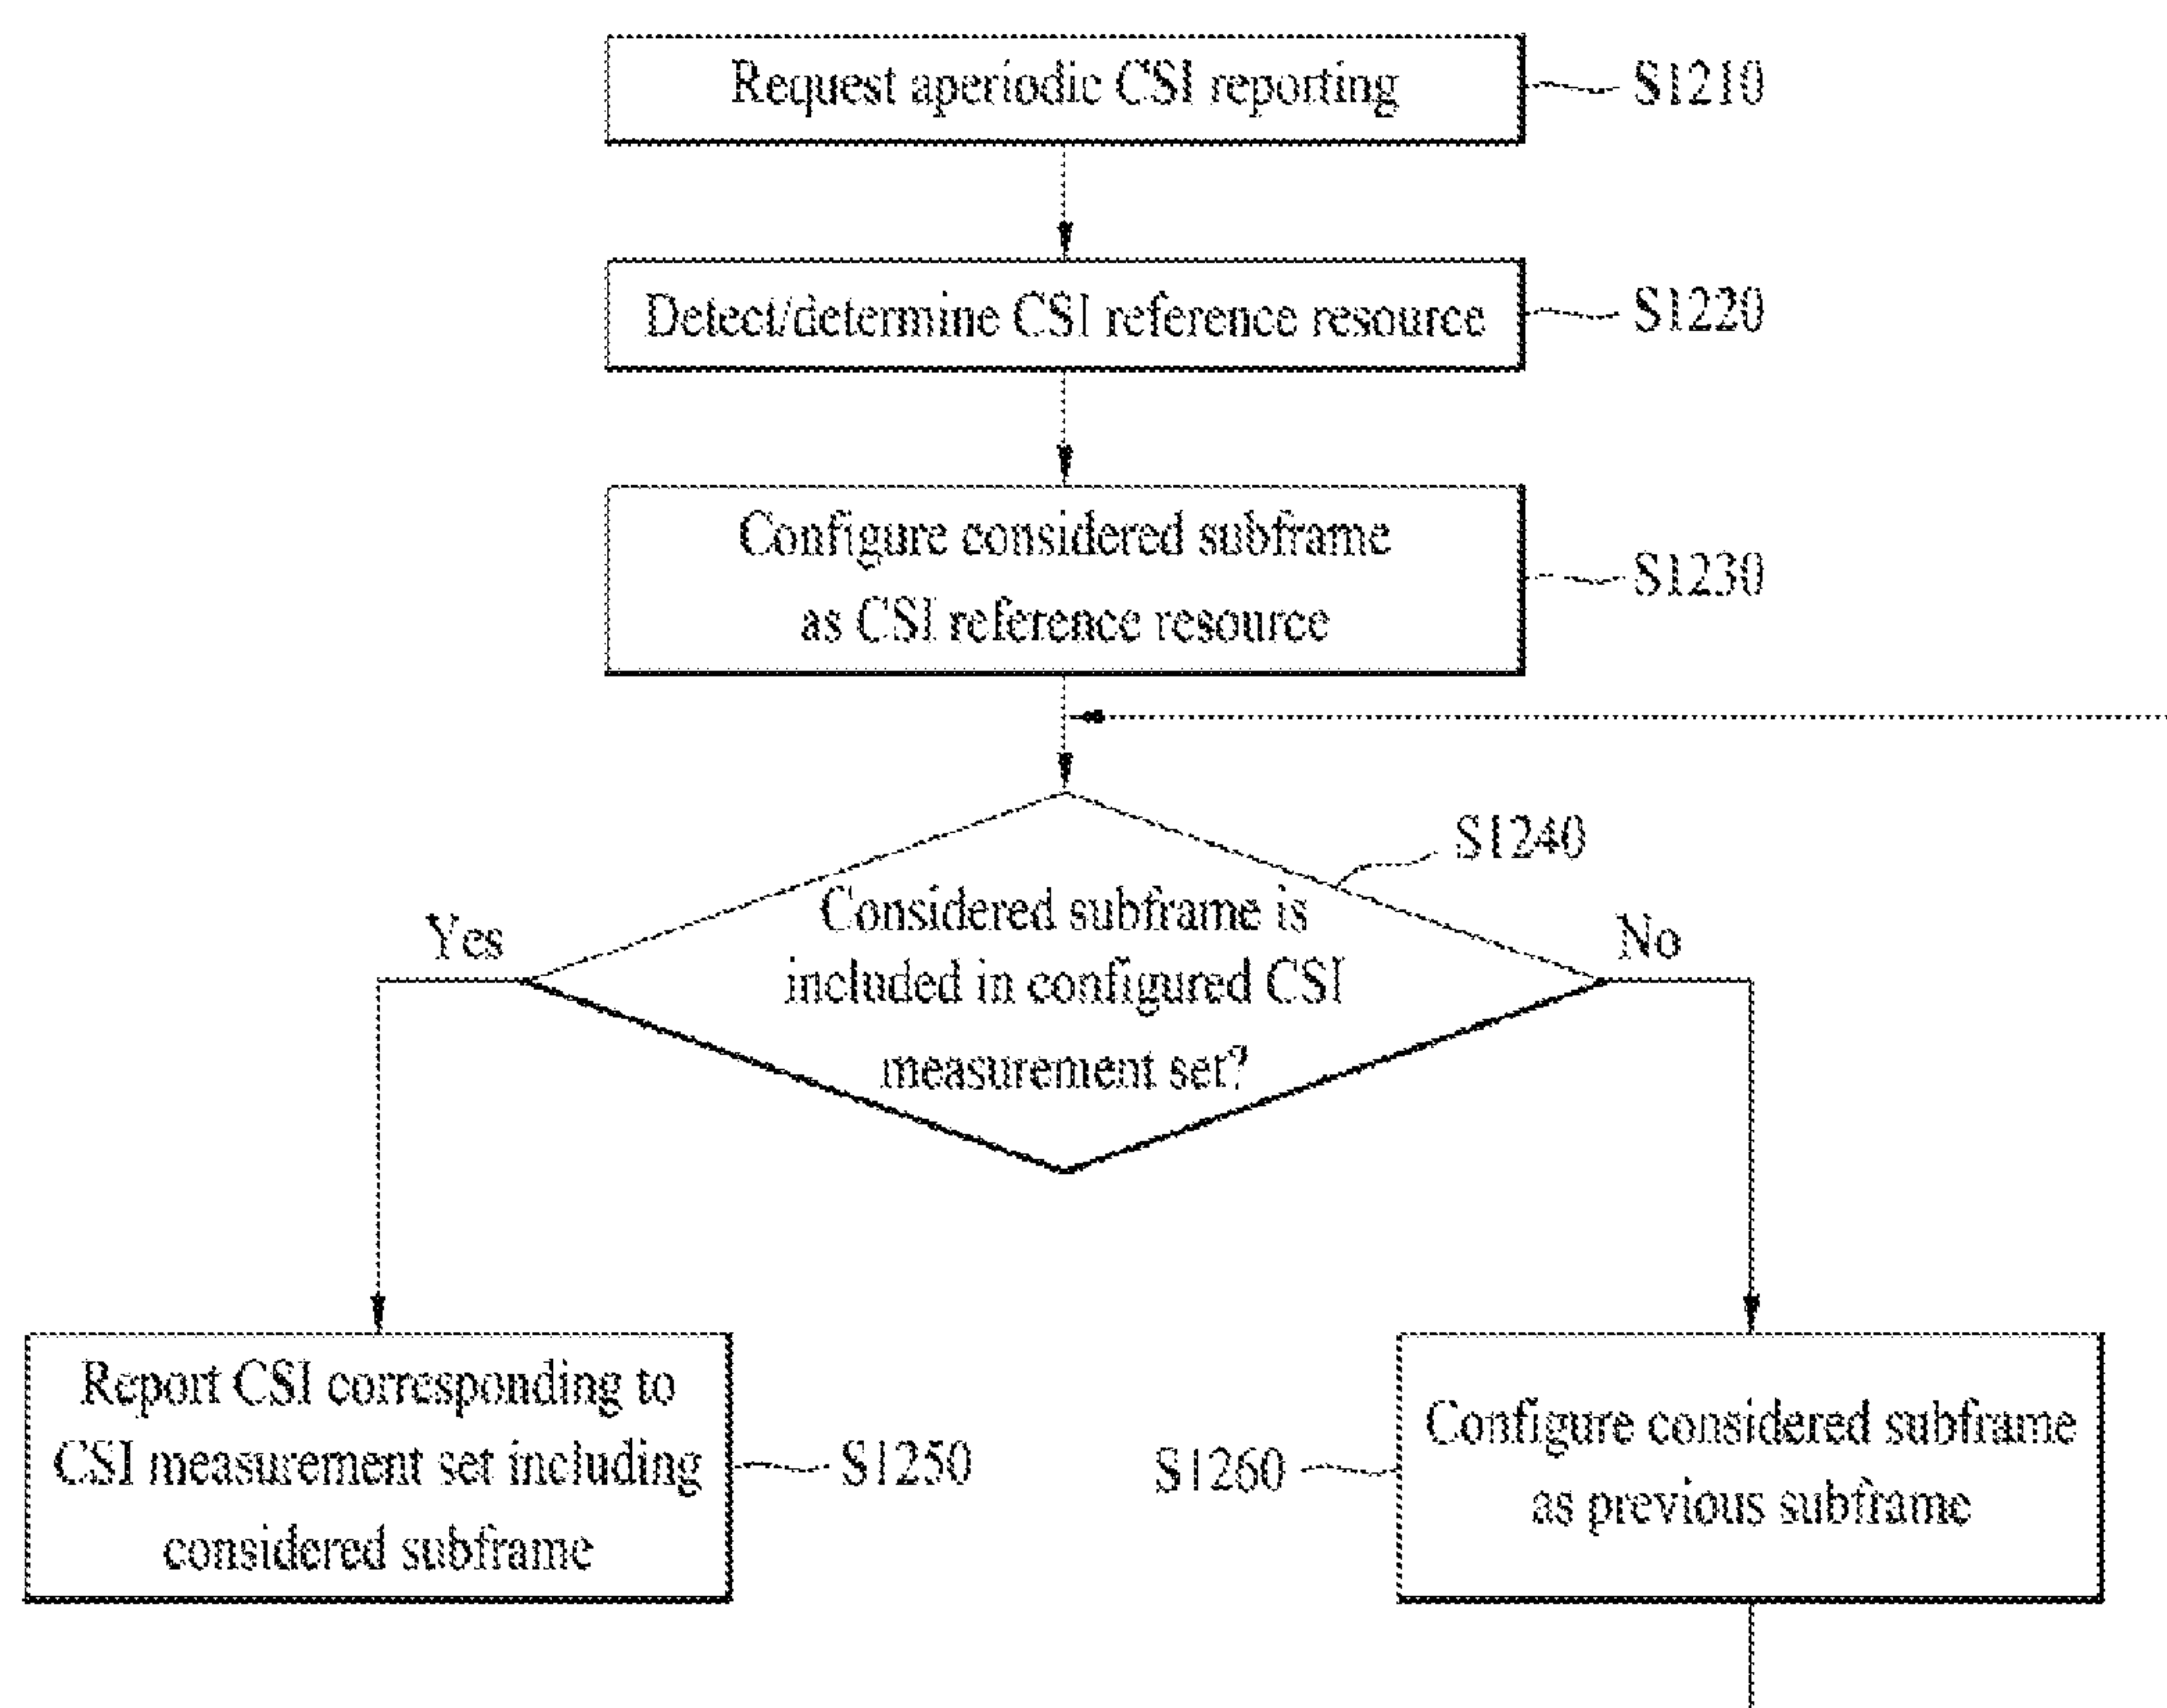 Request aperiodic CSI reporting
S1210
Detect/determine CSI reference resource
S1220
Configure considered subframe
as CSI reference resource
S1230
S1240
Considered subframe is
included in configured CSI
measurement set?
Yes
No
Report CSI corresponding to
CSI measurement set including
considered subframe
S1250
S1260
Configure considered subframe
as previous subframe